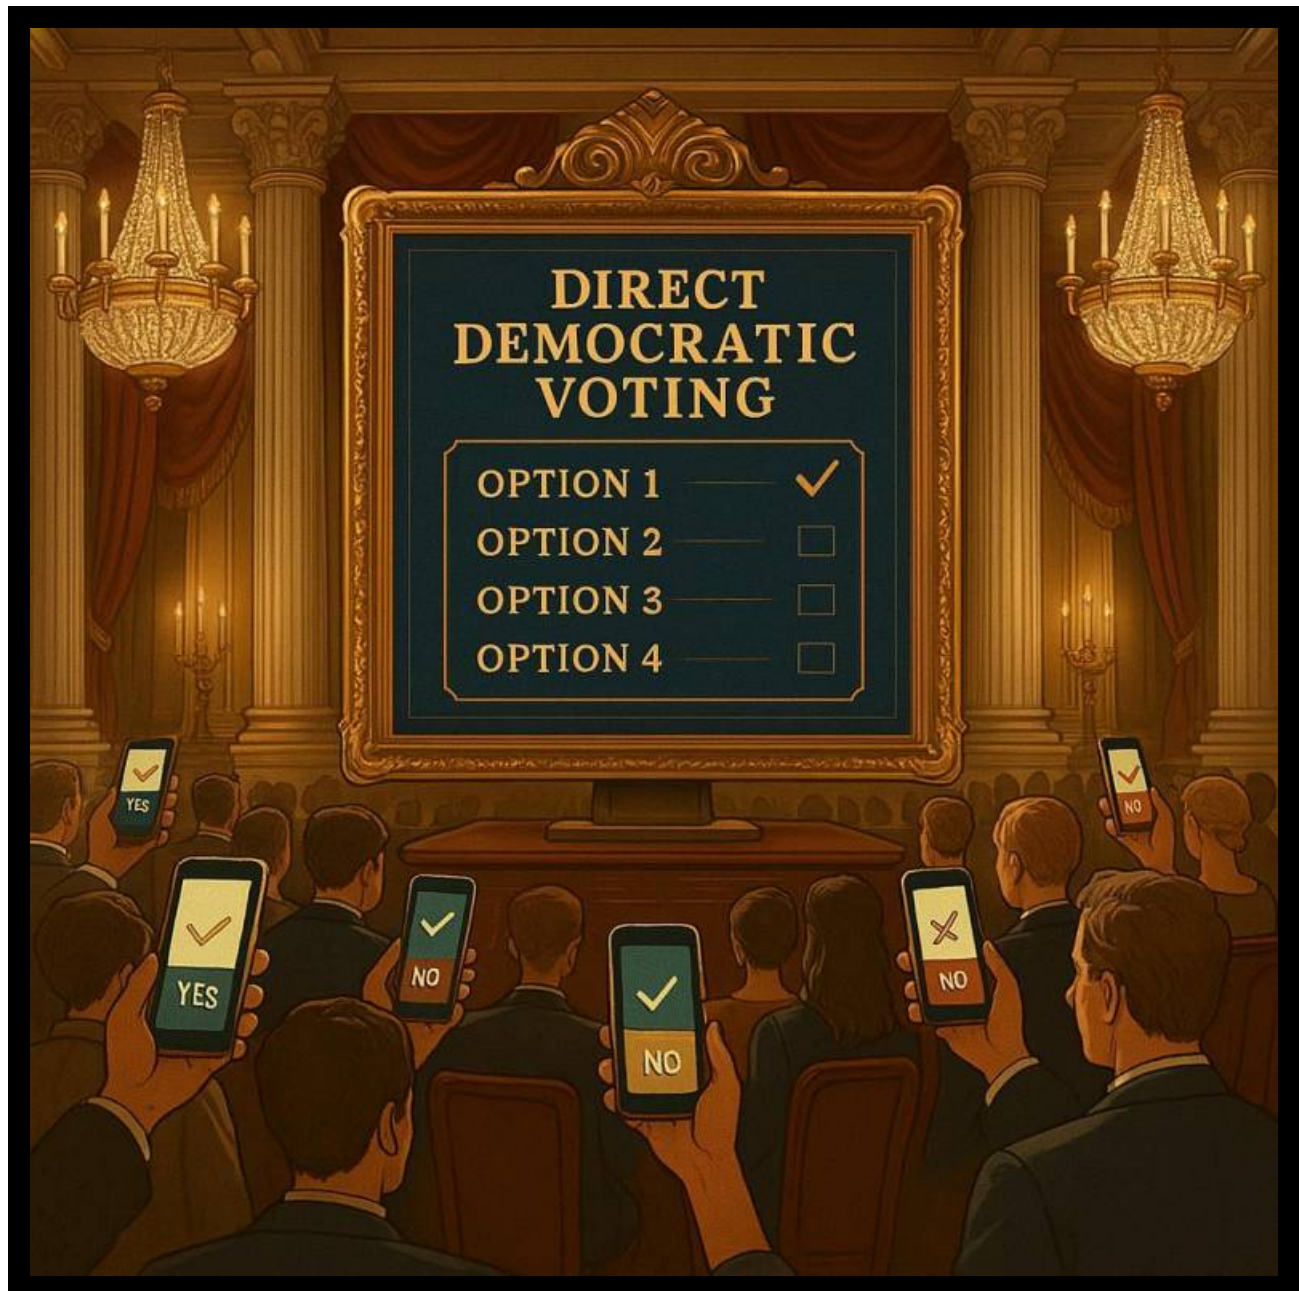 DIRECT
DEMOCRATIC
VOTING
OPTION 1
OPTION 2
OPTION 3
OPTION 4
YES
NO
YES
NO
NO
NO